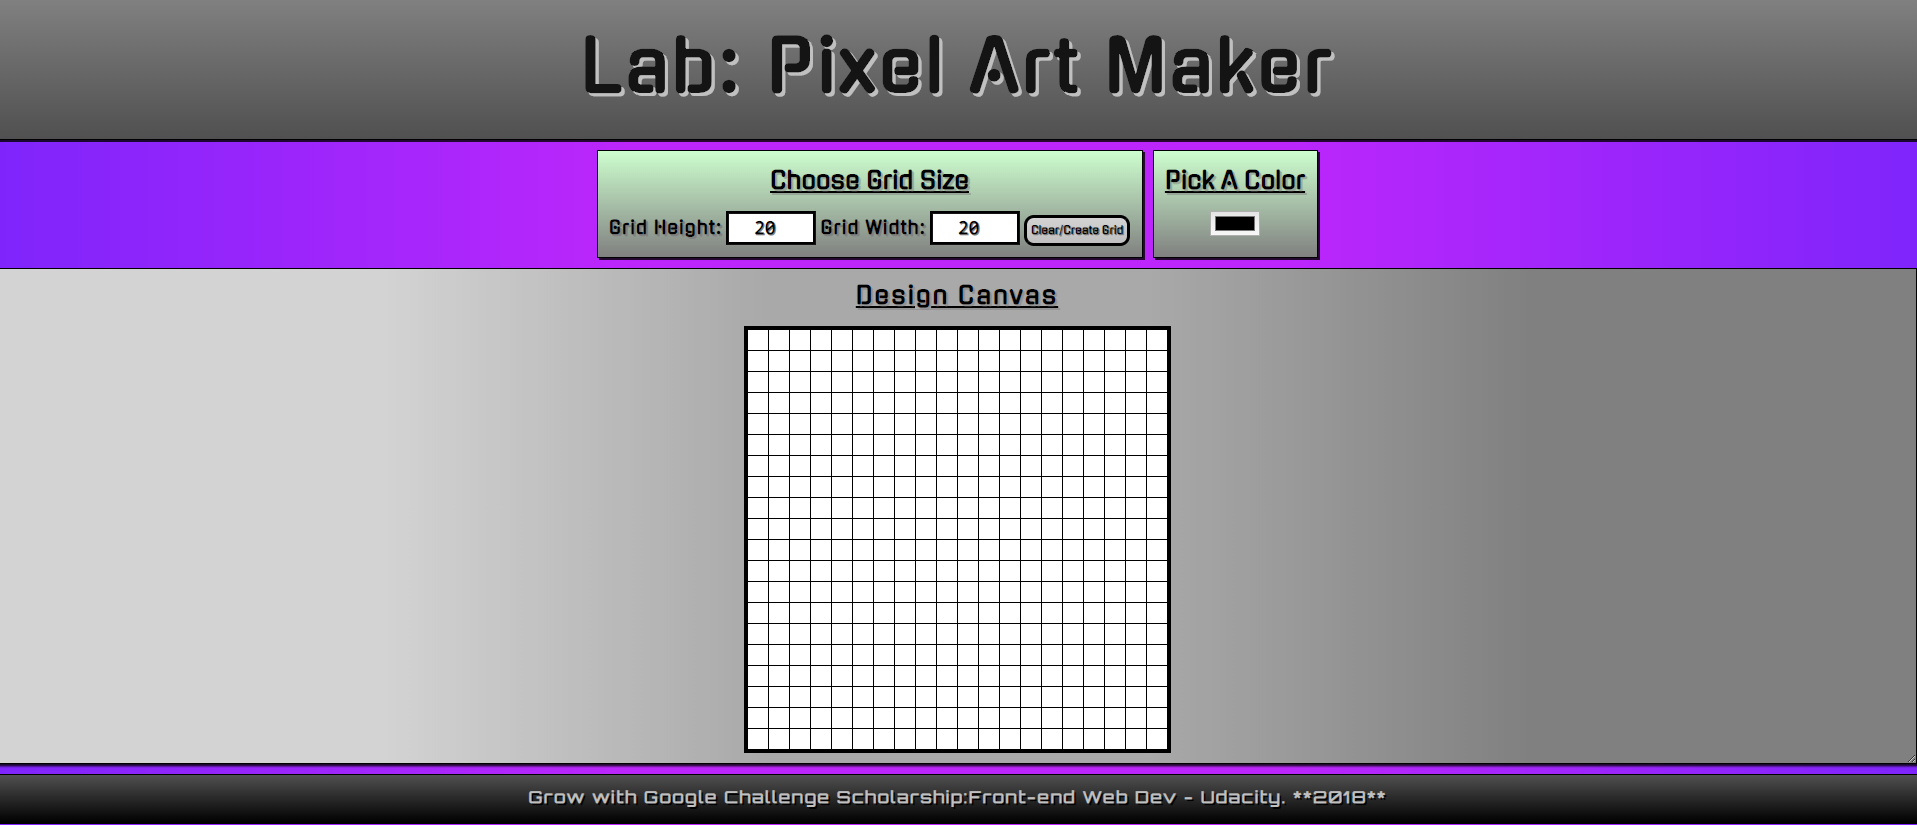 Lab: Pixel Art Maker
Choose Grid Size
Pick A Color
Grid Height: 20 Grid Width: 20 Clear/Create Grid
Design Canvas
Grow with Google Challenge Scholarship:Front-end Web Dev - Udacity. **2018**